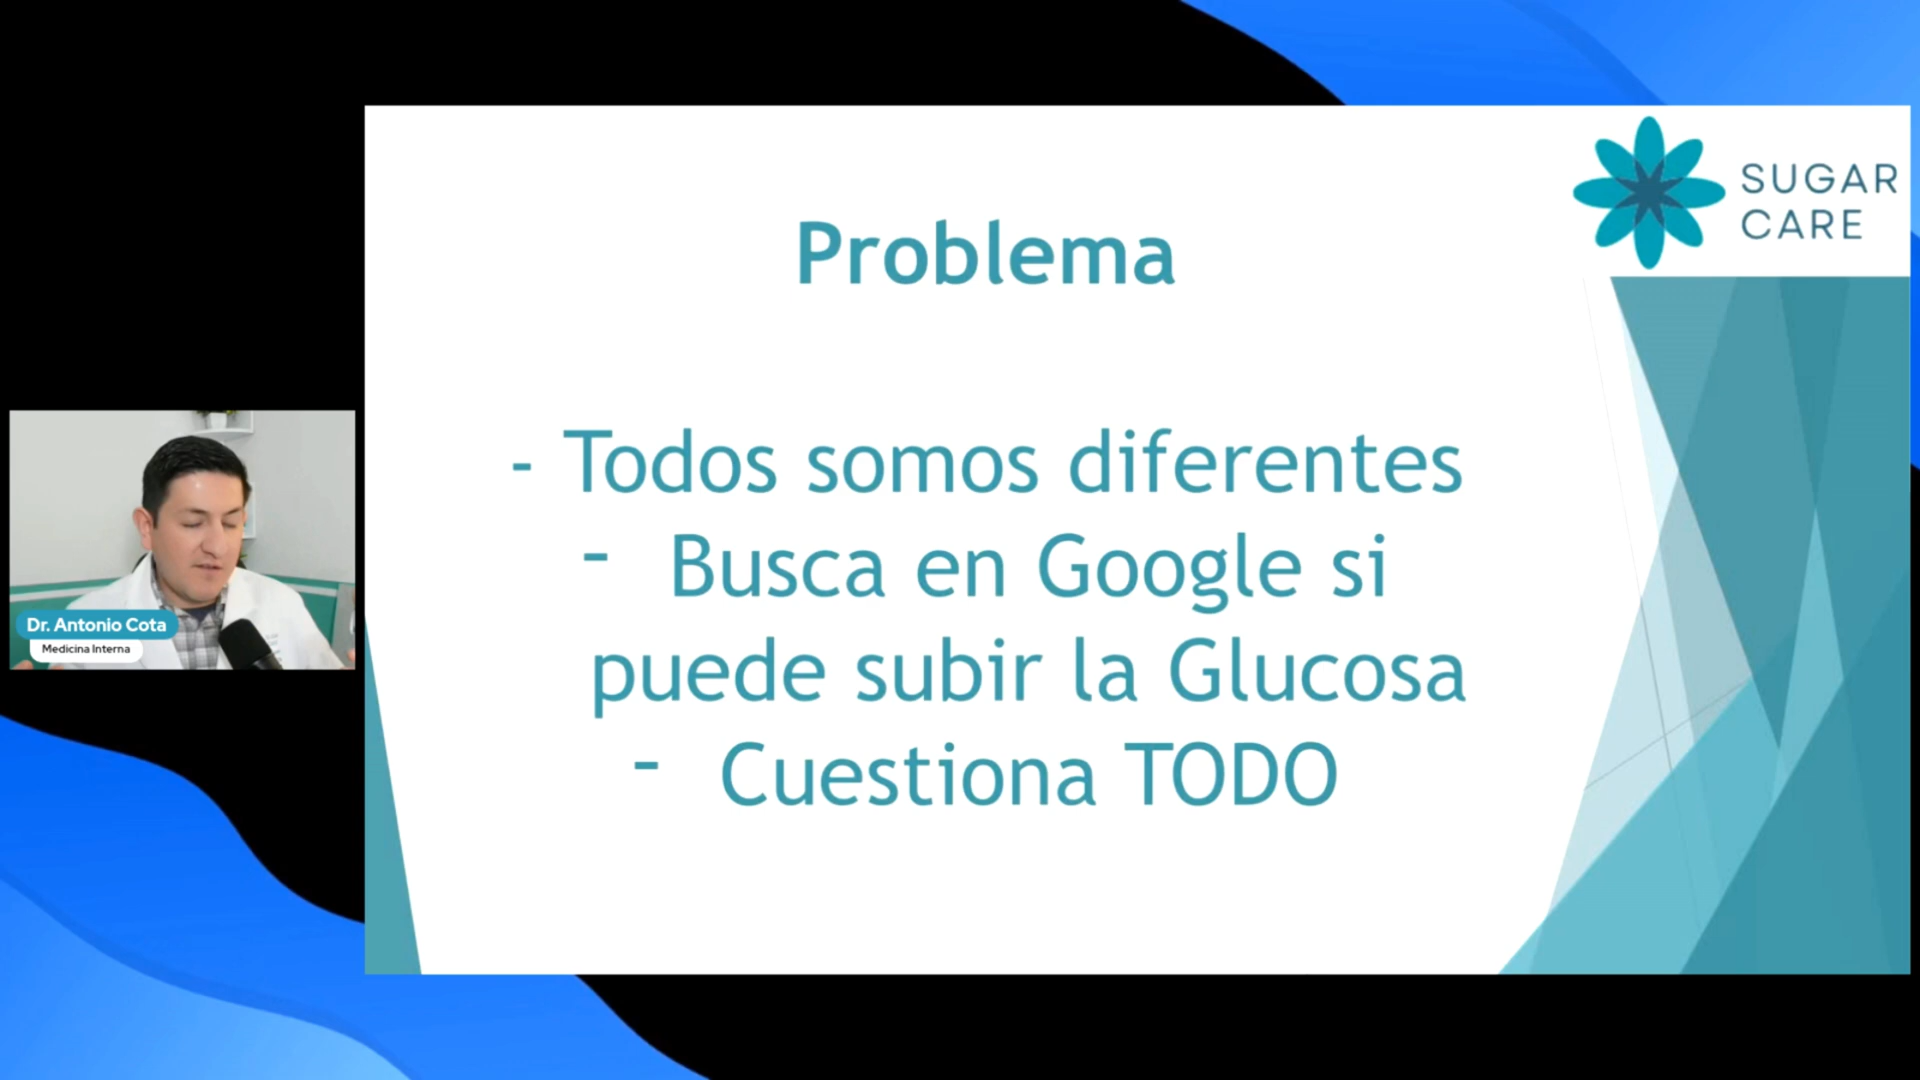 SUGAR
CARE
Problema
- Todos somos diferentes
- Busca en Google si
puede subir la Glucosa
- Cuestiona TODO
Dr. Antonio Cota
Medicina Interna